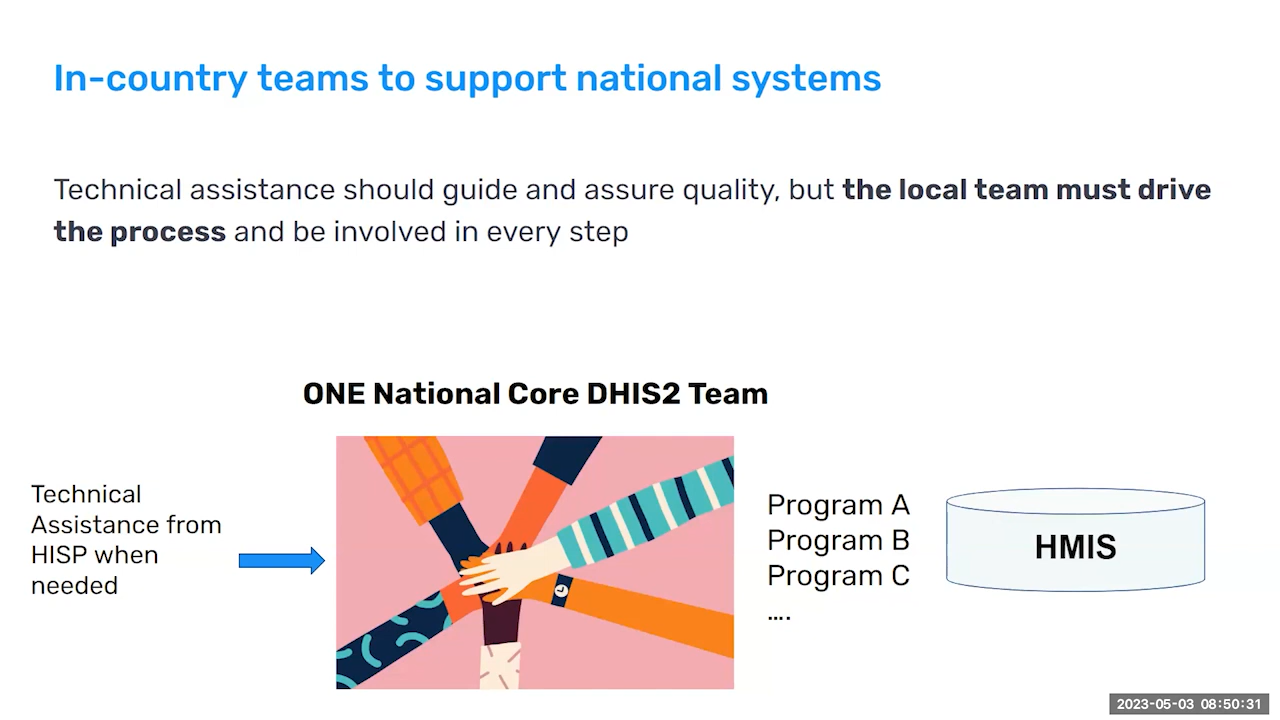 In-country teams to support national systems
Technical assistance should guide and assure quality, but the local team must drive
the process and be involved in every step
ONE National Core DHIS2 Team
Technical
Assistance from
HISP when
needed
Program A
Program B
Program C
....
HMIS
2023-05-03 08:50:31